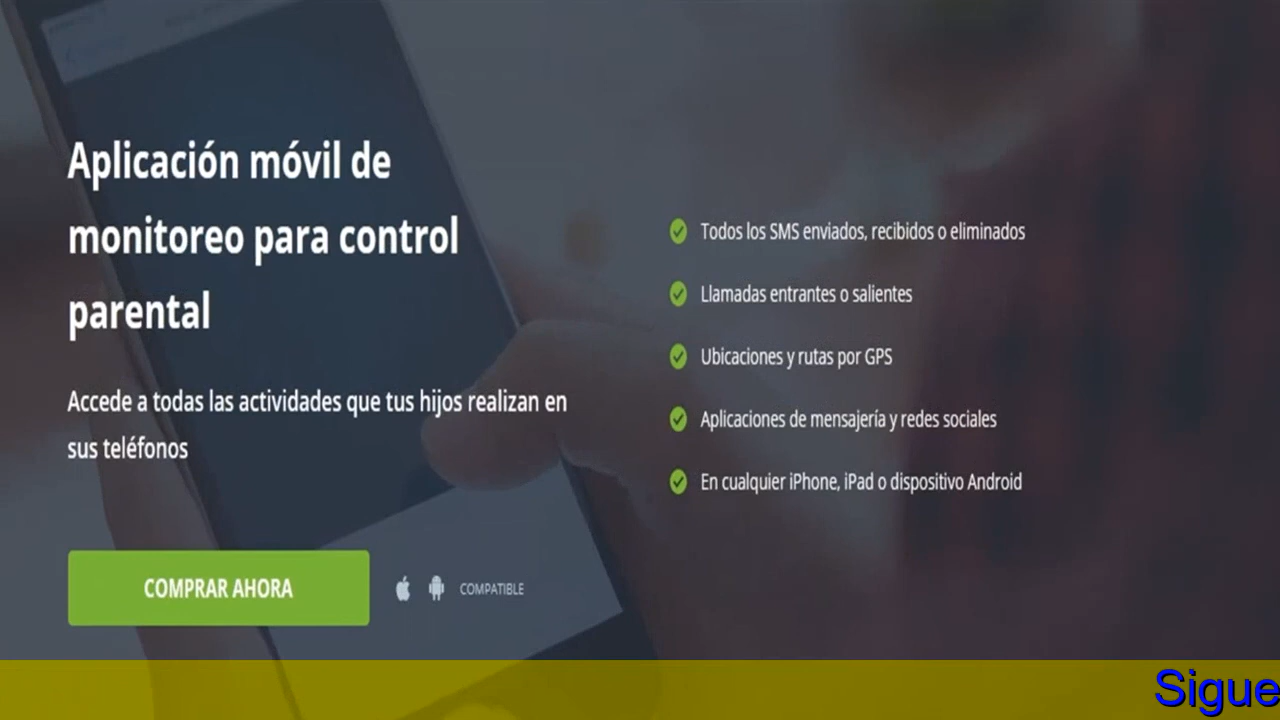 Aplicación móvil de
monitoreo para control
parental
Accede a todas las actividades que tus hijos realizan en
sus teléfonos
COMPRAR AHORA
COMPATIBLE
Todos los SMS enviados, recibidos o eliminados
Llamadas entrantes o salientes
Ubicaciones y rutas por GPS
Aplicaciones de mensajería y redes sociales
En cualquier iPhone, iPad o dispositivo Android
Sigue